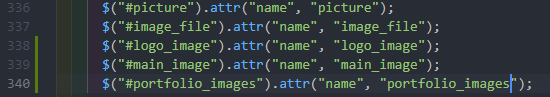 336 $("#picture").attr("name", "picture");
337 $("#image_file").attr("name", "image_file");
338 $("#logo_image").attr("name", "logo_image");
339 $("#main_image").attr("name", "main_image");
340 $("#portfolio_images").attr("name", "portfolio_images");